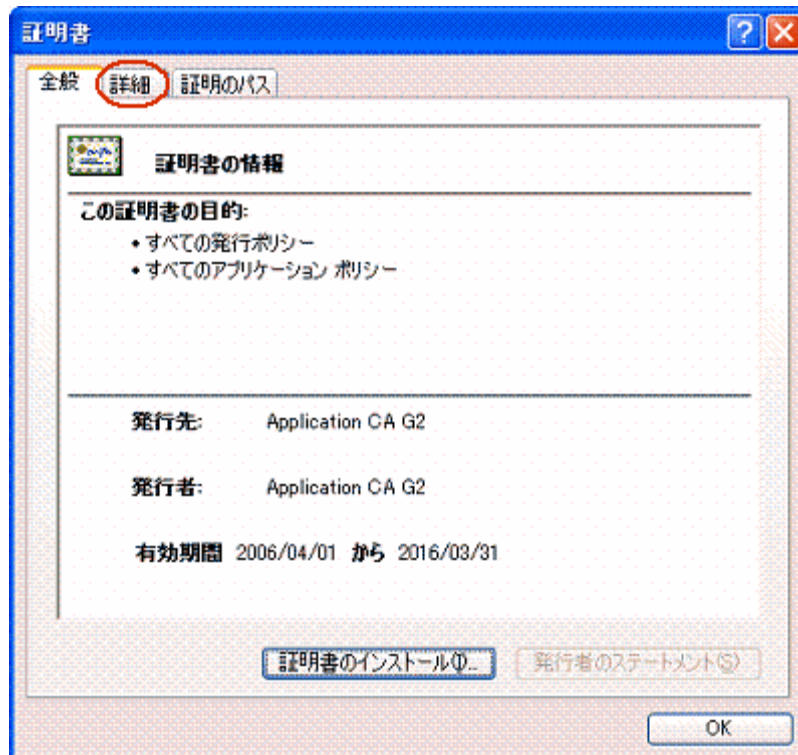 証明書
全般 詳細 証明のパス
証明書の情報
この証明書の目的:
• すべての発行ポリシー
• すべてのアプリケーション ポリシー
発行先: Application CA G2
発行者: Application CA G2
有効期間 2006/04/01 から 2016/03/31
証明書のインストール(I)... 発行者のステートメント(S)
OK